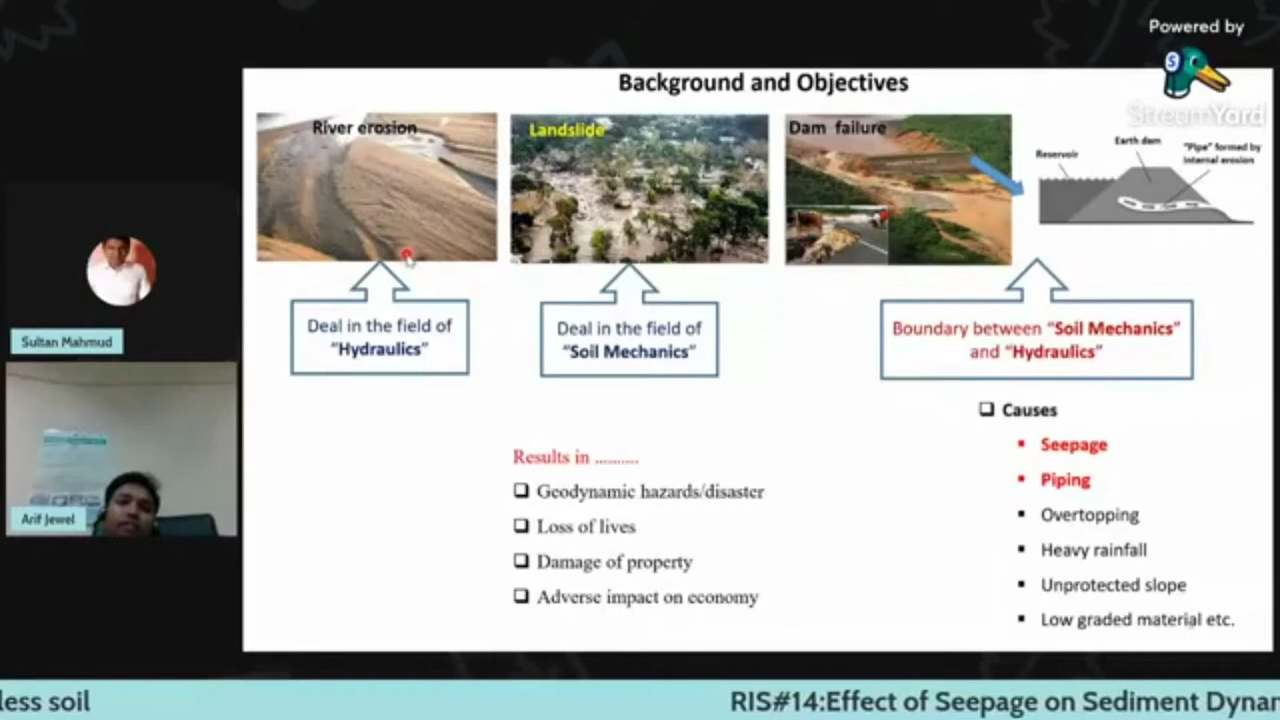 Powered by
StreamYard
Background and Objectives
River erosion
Landslide
Dam failure
Reservoir
Earth dam
"Pipe" formed by
internal erosion
Deal in the field of
"Hydraulics"
Deal in the field of
"Soil Mechanics"
Boundary between "Soil Mechanics"
and "Hydraulics"
Causes
Seepage
Piping
Overtopping
Heavy rainfall
Unprotected slope
Low graded material etc.
Results in ..........
Geodynamic hazards/disaster
Loss of lives
Damage of property
Adverse impact on economy
Sultan Mahmud
Arif Jewel
less soil
RIS#14:Effect of Seepage on Sediment Dynam